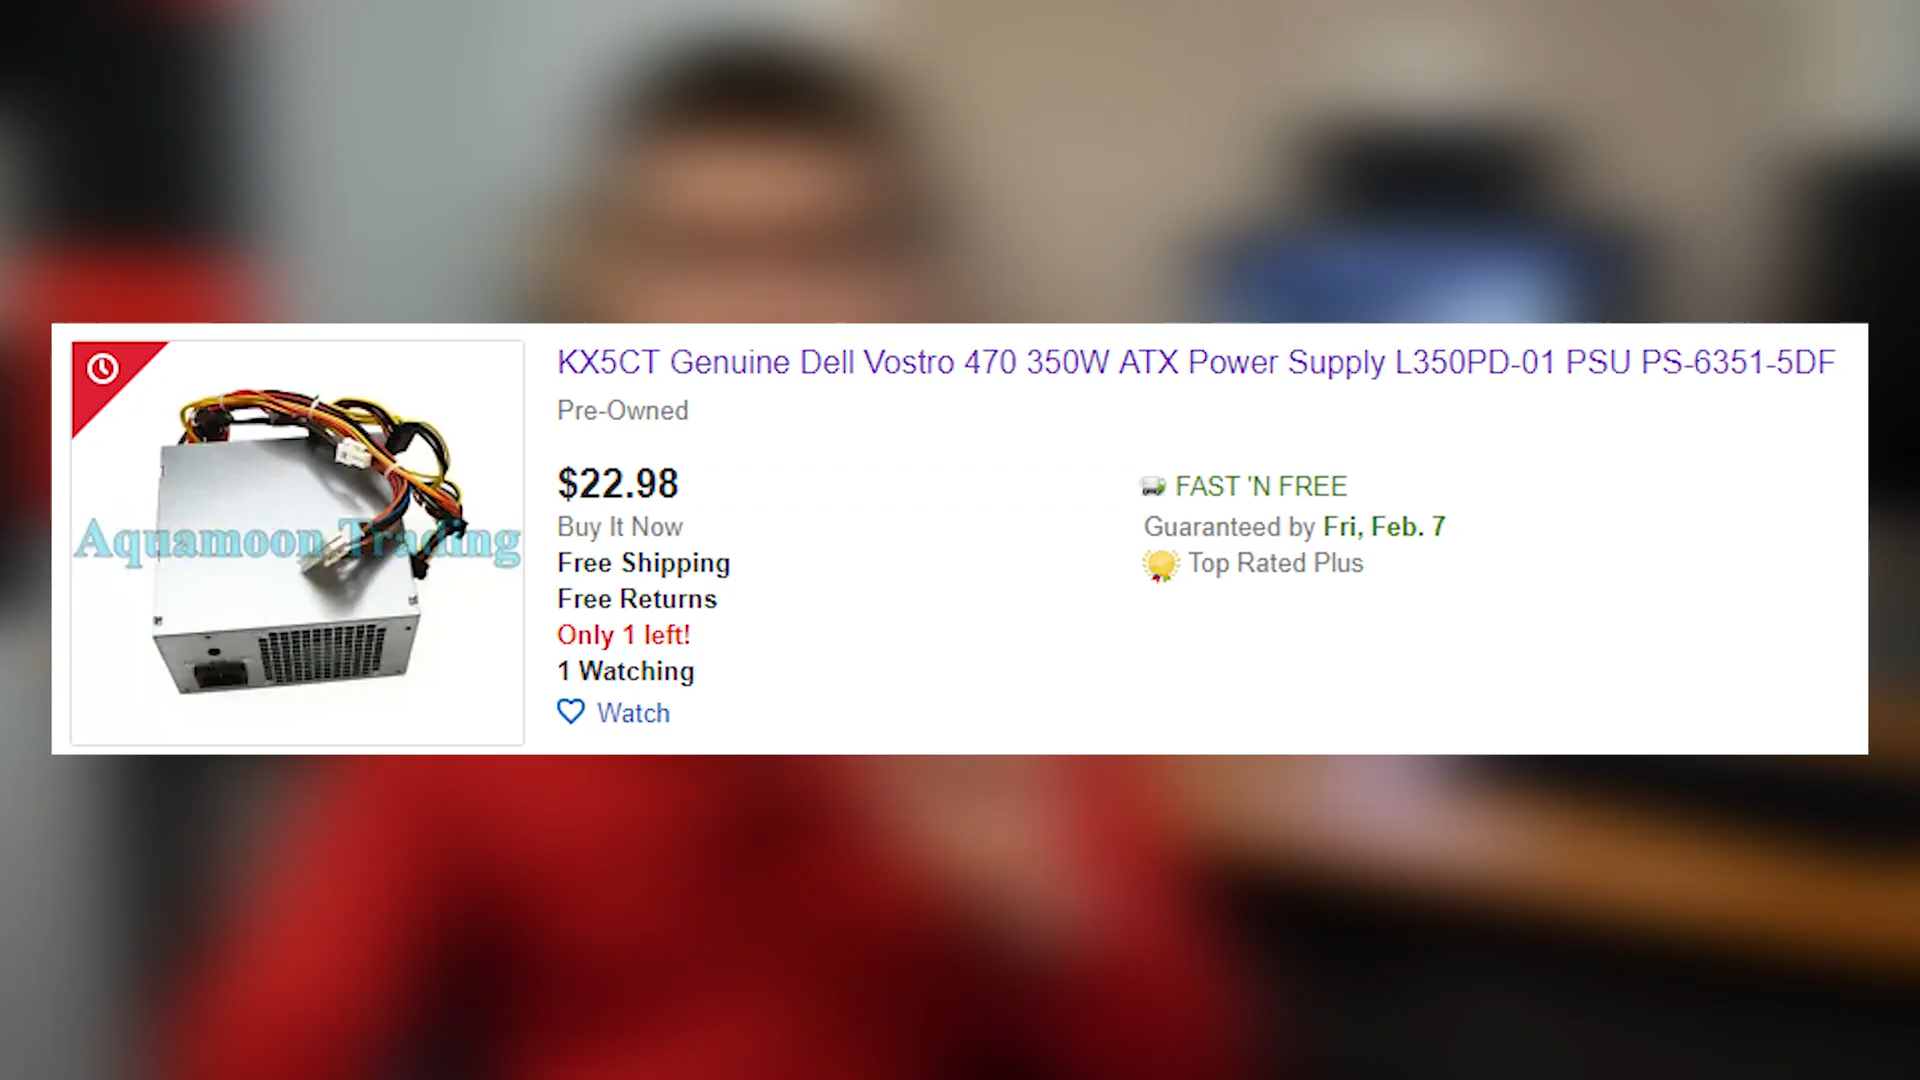 KX5CT Genuine Dell Vostro 470 350W ATX Power Supply L350PD-01 PSU PS-6351-5DF
Pre-Owned
$22.98
Buy It Now
Free Shipping
Free Returns
Only 1 left!
1 Watching
Watch
FAST 'N FREE
Guaranteed by Fri, Feb. 7
Top Rated Plus
Aquamoon Trading